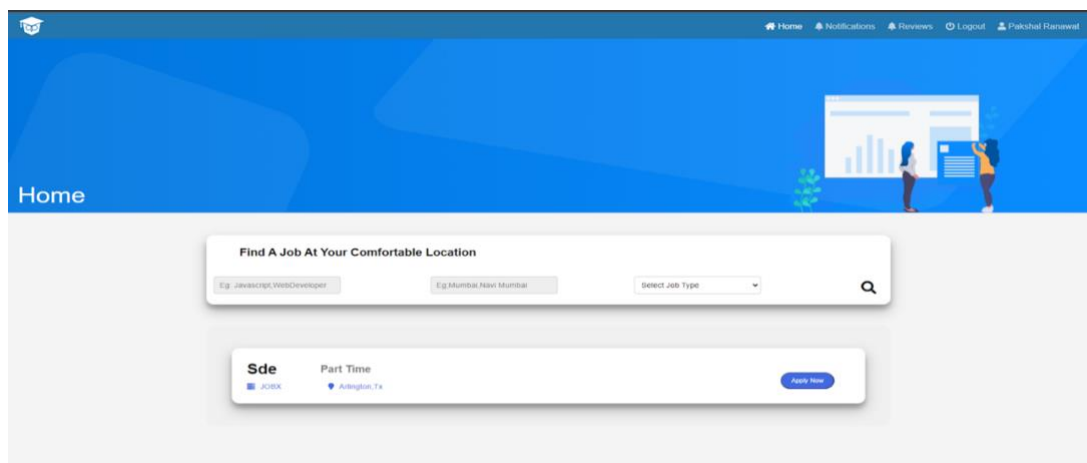 Home
Notifications
Reviews
Logout
Pakshal Ranawat
Home
Find A Job At Your Comfortable Location
Eg: Javascript,WebDeveloper
Eg:Mumbai,Navi Mumbai
Select Job Type
Sde
Part Time
JOBX
Arlington,Tx
Apply Now